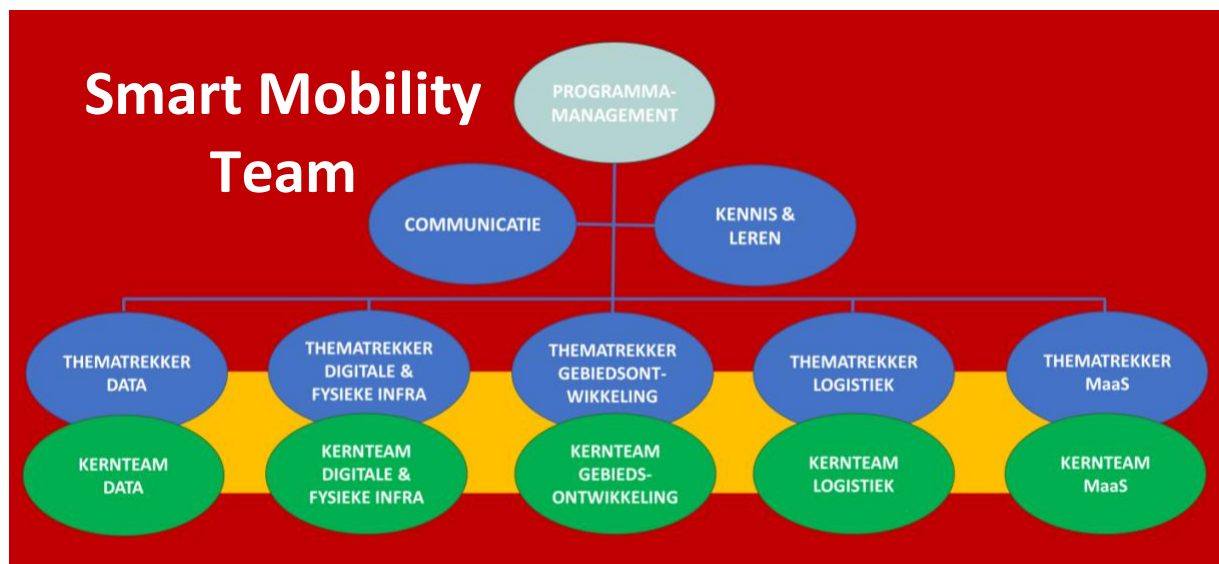 Smart Mobility
Team
PROGRAMMA-
MANAGEMENT
COMMUNICATIE
KENNIS &
LEREN
THEMATREKKER
DATA
THEMATREKKER
DIGITALE &
FYSIEKE INFRA
THEMATREKKER
GEBIEDSONT-
WIKKELING
THEMATREKKER
LOGISTIEK
THEMATREKKER
MaaS
KERNTEAM
DATA
KERNTEAM
DIGITALE &
FYSIEKE INFRA
KERNTEAM
GEBIEDS-
ONTWIKKELING
KERNTEAM
LOGISTIEK
KERNTEAM
MaaS